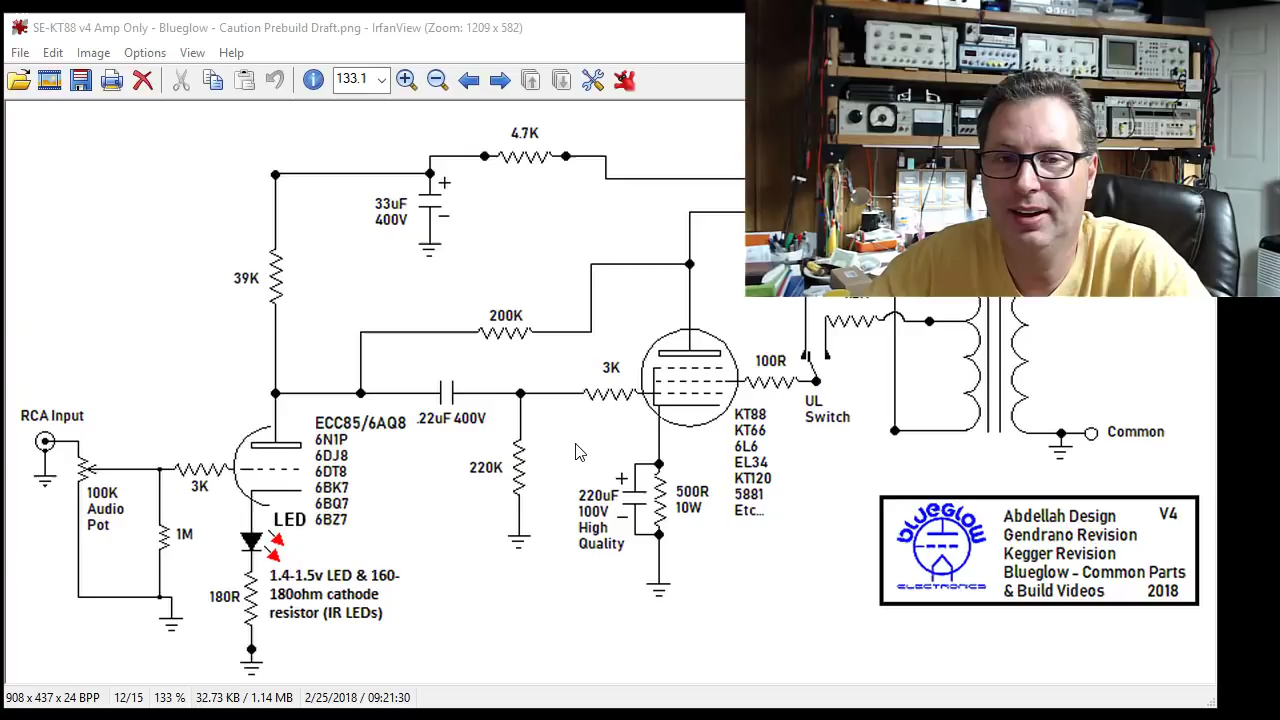 SE-KT88 v4 Amp Only - Blueglow - Caution Prebuild Draft.png - IrfanView (Zoom: 1209 x 582)
File Edit Image Options View Help
133.1
4.7K
33uF
400V
39K
200K
3K
100R
UL
Switch
.22uF 400V
RCA Input
ECC85/6AQ8
6N1P
6DJ8
6DT8
6BK7
6BQ7
6BZ7
KT88
KT66
6L6
EL34
KT120
5881
Etc...
Common
3K
220K
100K
Audio
Pot
1M
LED
220uF
100V
High
Quality
500R
10W
1.4-1.5v LED & 160-
180ohm cathode
resistor (IR LEDs)
180R
BLUEGLOW
ELECTRONICS
Abdellah Design V4
Gendrano Revision
Kegger Revision
Blueglow - Common Parts
& Build Videos 2018
908 x 437 x 24 BPP 12/15 133 % 32.73 KB / 1.14 MB 2/25/2018 / 09:21:30